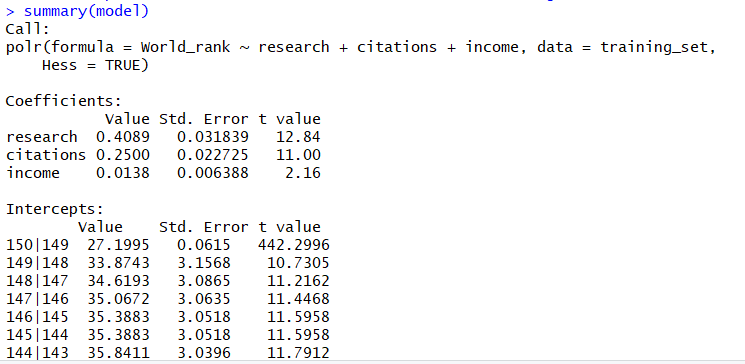 > summary(model)
Call:
polr(formula = World_rank ~ research + citations + income, data = training_set,
    Hess = TRUE)

Coefficients:
           Value Std. Error t value
research  0.4089   0.031839   12.84
citations 0.2500   0.022725   11.00
income    0.0138   0.006388    2.16

Intercepts:
        Value    Std. Error t value
150|149  27.1995   0.0615   442.2996
149|148  33.8743   3.1568    10.7305
148|147  34.6193   3.0865    11.2162
147|146  35.0672   3.0635    11.4468
146|145  35.3883   3.0518    11.5958
145|144  35.3883   3.0518    11.5958
144|143  35.8411   3.0396    11.7912